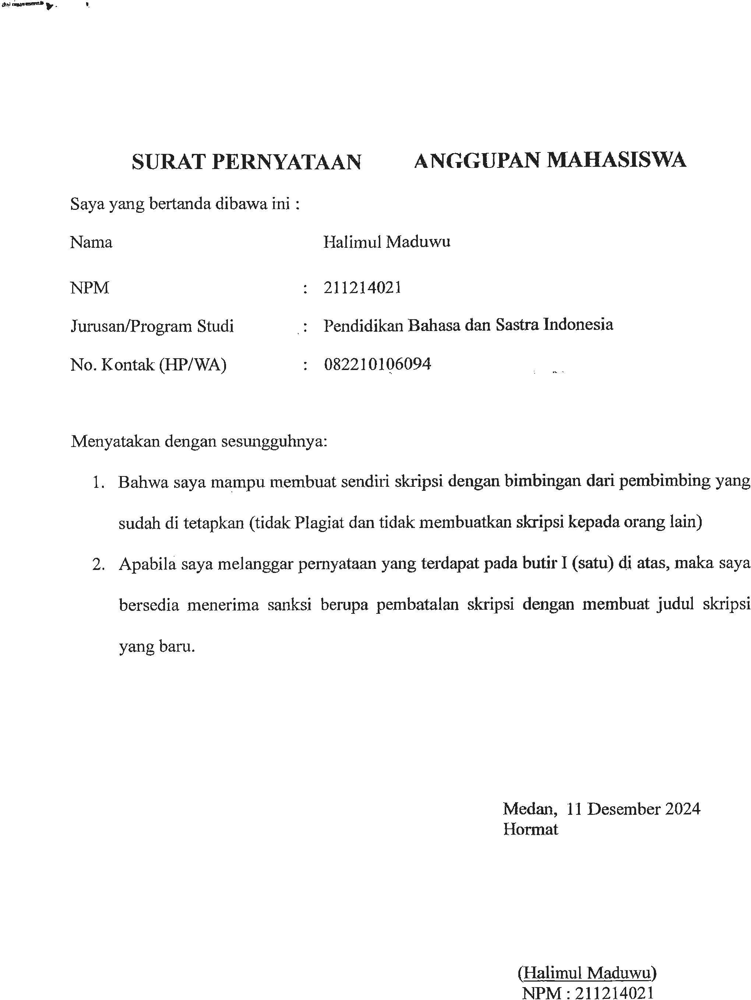 SURAT PERNYATAAN ANGGUPAN MAHASISWA
Saya yang bertanda dibawa ini :
Nama Halimul Maduwu
NPM : 211214021
Jurusan/Program Studi : Pendidikan Bahasa dan Sastra Indonesia
No. Kontak (HP/WA) : 082210106094
Menyatakan dengan sesungguhnya:
1. Bahwa saya mampu membuat sendiri skripsi dengan bimbingan dari pembimbing yang
sudah di tetapkan (tidak Plagiat dan tidak membuatkan skripsi kepada orang lain)
2. Apabila saya melanggar pernyataan yang terdapat pada butir I (satu) di atas, maka saya
bersedia menerima sanksi berupa pembatalan skripsi dengan membuat judul skripsi
yang baru.
Medan, 11 Desember 2024
Hormat
(Halimul Maduwu)
NPM : 211214021